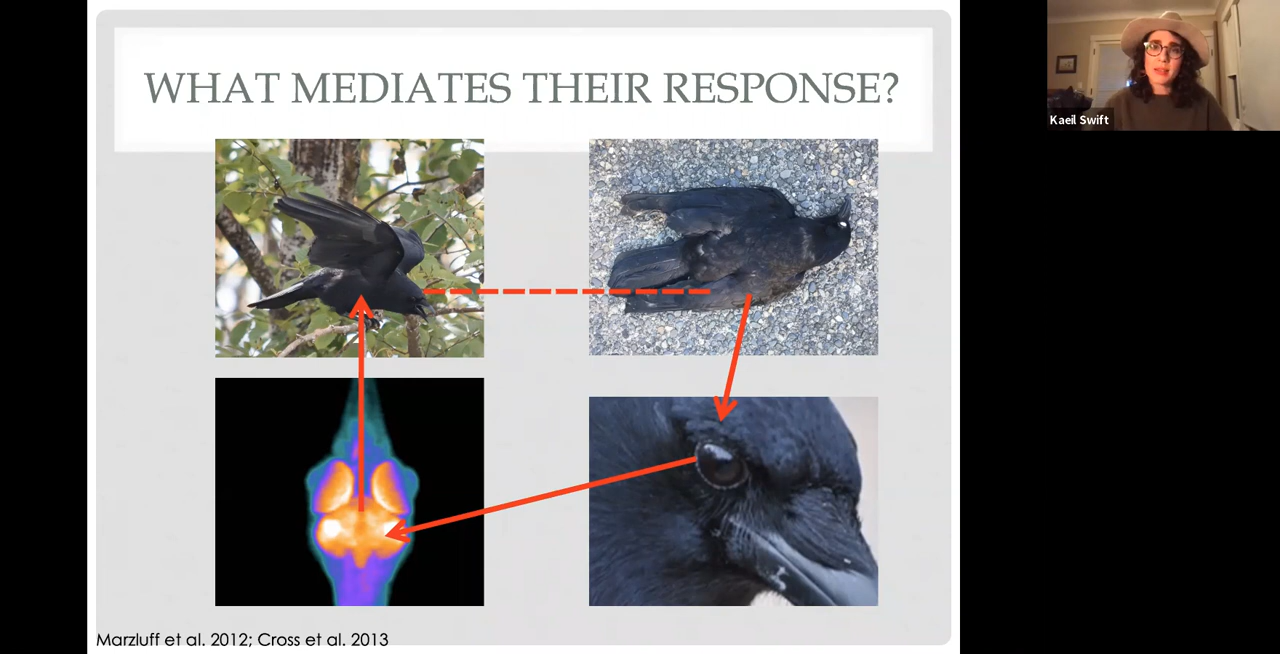 WHAT MEDIATES THEIR RESPONSE?
Kaeil Swift
Marzluff et al. 2012; Cross et al. 2013